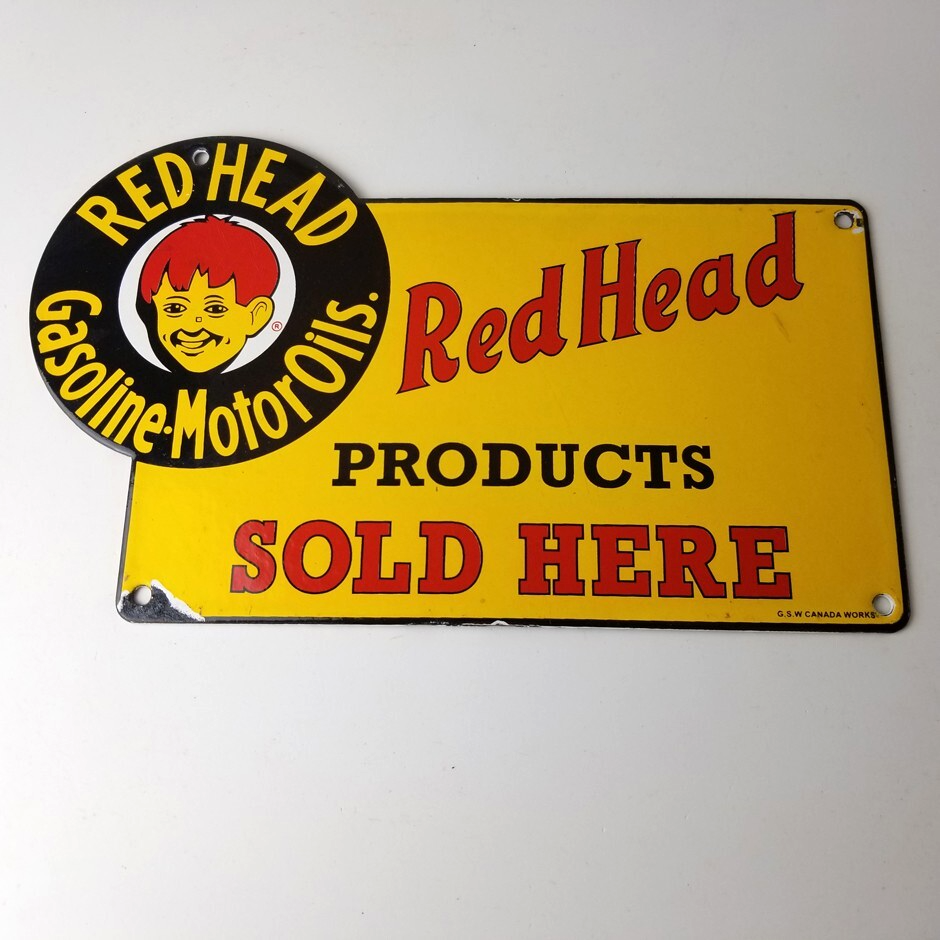 RED HEAD
Gasoline-Motor Oils.
®
Red Head
PRODUCTS
SOLD HERE
G.S.W CANADA WORKS